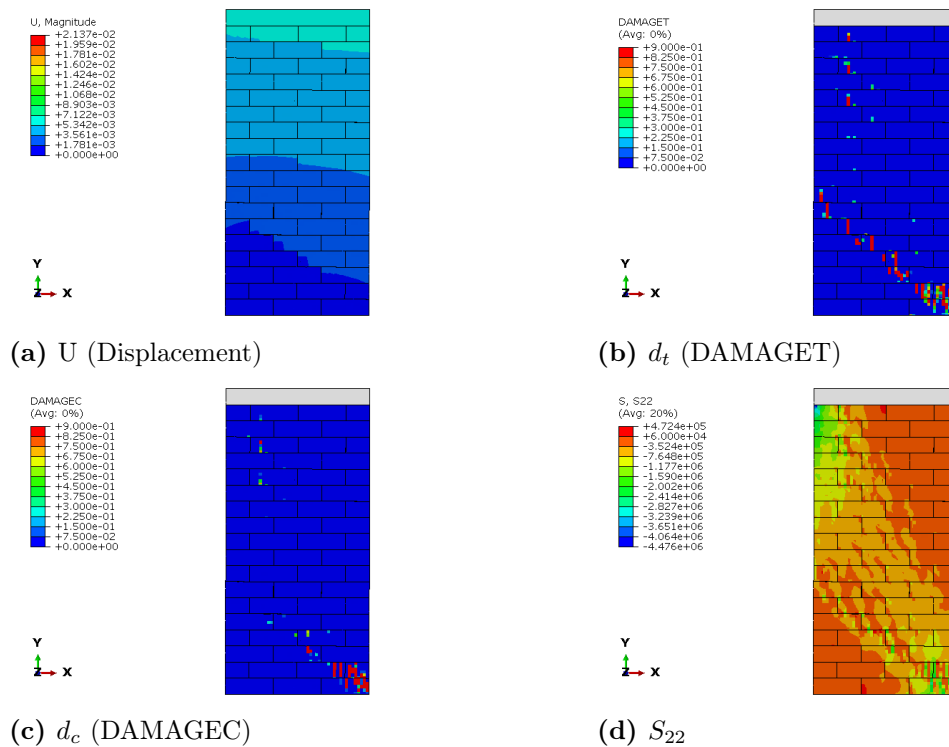 U, Magnitude
+2.137e-02
+1.959e-02
+1.781e-02
+1.602e-02
+1.424e-02
+1.246e-02
+1.068e-02
+8.903e-03
+7.122e-03
+5.342e-03
+3.561e-03
+1.781e-03
+0.000e+00
Y
Z X
(a) U (Displacement)
DAMAGET
(Avg: 0%)
+9.000e-01
+8.250e-01
+7.500e-01
+6.750e-01
+6.000e-01
+5.250e-01
+4.500e-01
+3.750e-01
+3.000e-01
+2.250e-01
+1.500e-01
+7.500e-02
+0.000e+00
Y
Z X
(b) dt (DAMAGET)
DAMAGEC
(Avg: 0%)
+9.000e-01
+8.250e-01
+7.500e-01
+6.750e-01
+6.000e-01
+5.250e-01
+4.500e-01
+3.750e-01
+3.000e-01
+2.250e-01
+1.500e-01
+7.500e-02
+0.000e+00
Y
Z X
(c) dc (DAMAGEC)
S, S22
(Avg: 20%)
+4.724e+05
+6.000e+04
-3.524e+05
-7.648e+05
-1.177e+06
-1.590e+06
-2.002e+06
-2.414e+06
-2.827e+06
-3.239e+06
-3.651e+06
-4.064e+06
-4.476e+06
Y
Z X
(d) S22